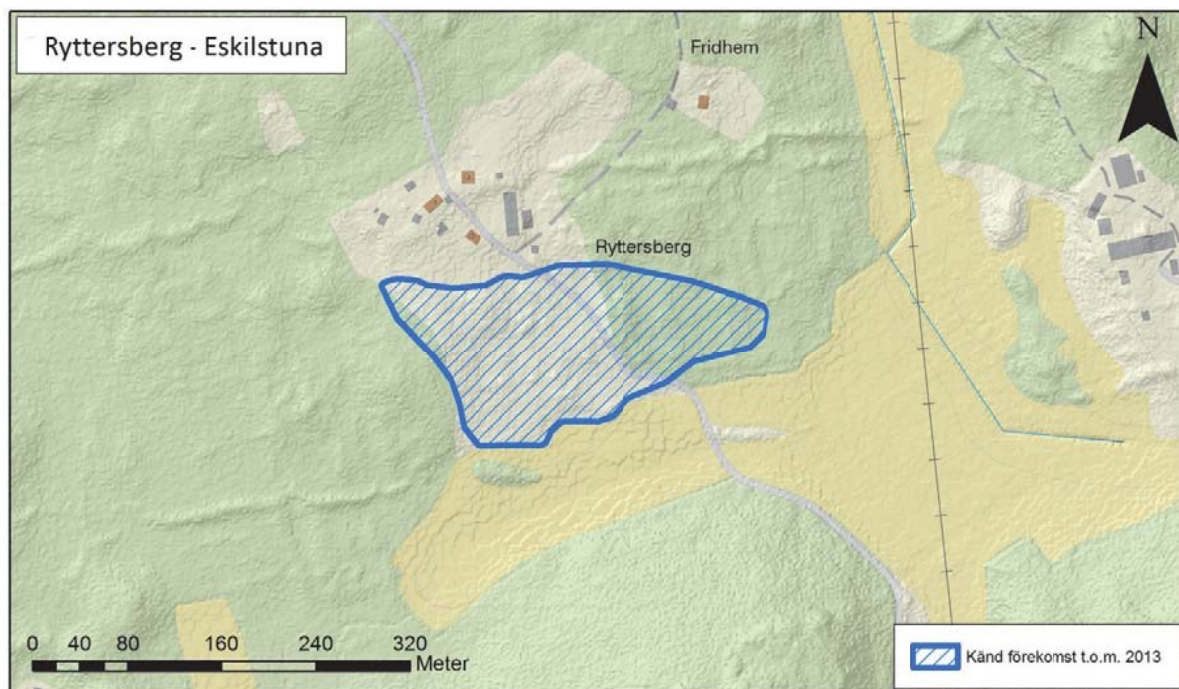 Ryttersberg - Eskilstuna
N
Fridhem
Ryttersberg
0 40 80 160 240 320
Meter
Känd förekomst t.o.m. 2013